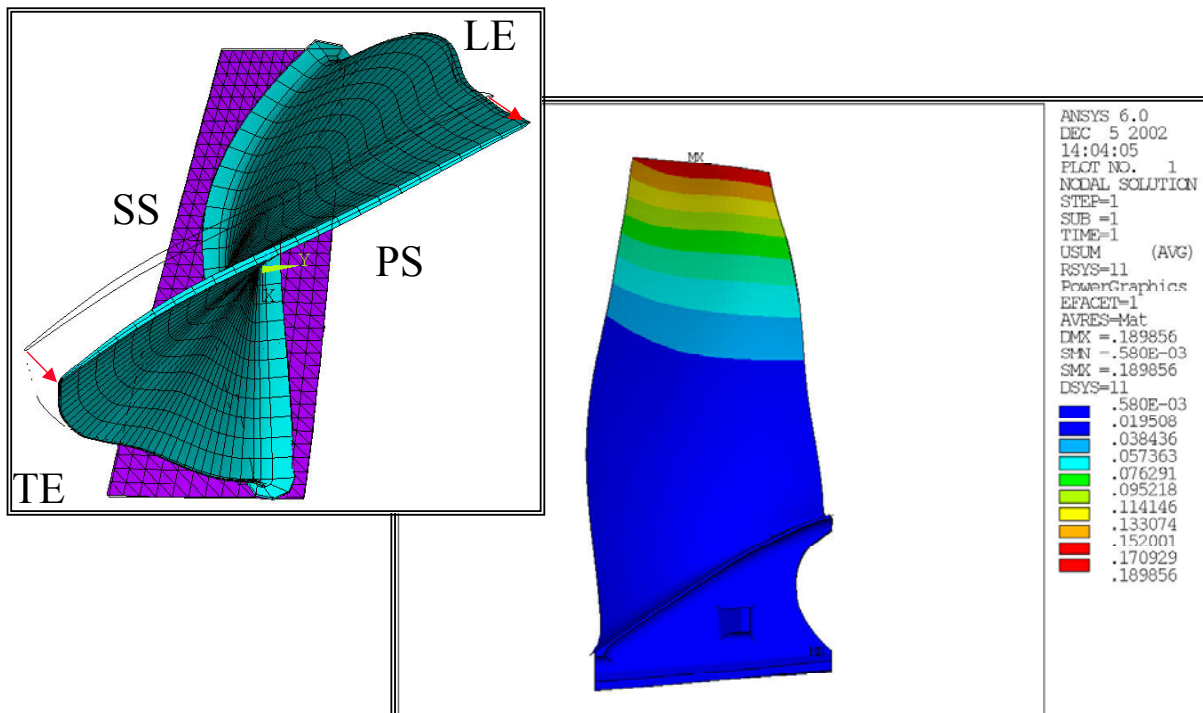 LE
SS
PS
Y
X
TE
MX
MN
ANSYS 6.0
DEC 5 2002
14:04:05
PLOT NO. 1
NODAL SOLUTION
STEP=1
SUB =1
TIME=1
USUM (AVG)
RSYS=11
PowerGraphics
EFACET=1
AVRES=Mat
DMX =.189856
SMN =.580E-03
SMX =.189856
DSYS=11
.580E-03
.019508
.038436
.057363
.076291
.095218
.114146
.133074
.152001
.170929
.189856